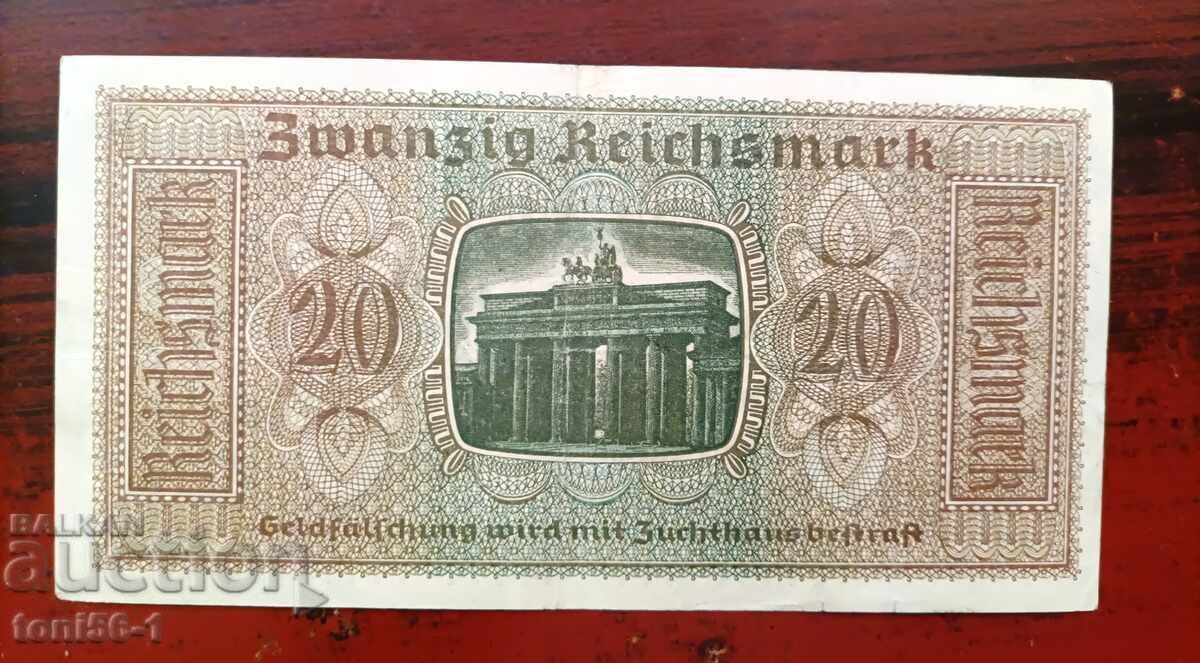 Zwanzig Reichsmark
Reichsmark
20
20
Reichsmark
Geldfälschung wird mit Zuchthaus bestraft
BALKAN
auction
toni56-1